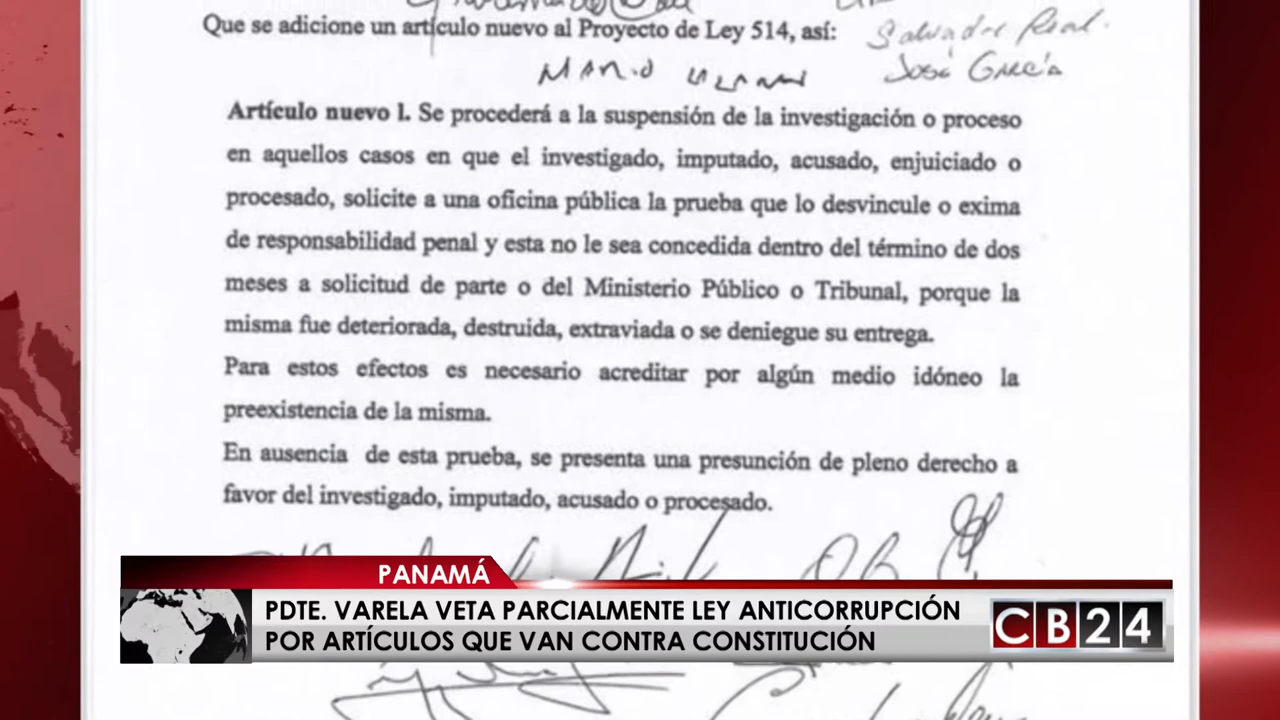 Que se adicione un artículo nuevo al Proyecto de Ley 514, así:
Salvador Real.
José García
MARIO
Artículo nuevo l. Se procederá a la suspensión de la investigación o proceso
en aquellos casos en que el investigado, imputado, acusado, enjuiciado o
procesado, solicite a una oficina pública la prueba que lo desvincule o exima
de responsabilidad penal y esta no le sea concedida dentro del término de dos
meses a solicitud de parte o del Ministerio Público o Tribunal, porque la
misma fue deteriorada, destruida, extraviada o se deniegue su entrega.
Para estos efectos es necesario acreditar por algún medio idóneo la
preexistencia de la misma.
En ausencia de esta prueba, se presenta una presunción de pleno derecho a
favor del investigado, imputado, acusado o procesado.
PANAMÁ
PDTE. VARELA VETA PARCIALMENTE LEY ANTICORRUPCIÓN
POR ARTÍCULOS QUE VAN CONTRA CONSTITUCIÓN
CB24